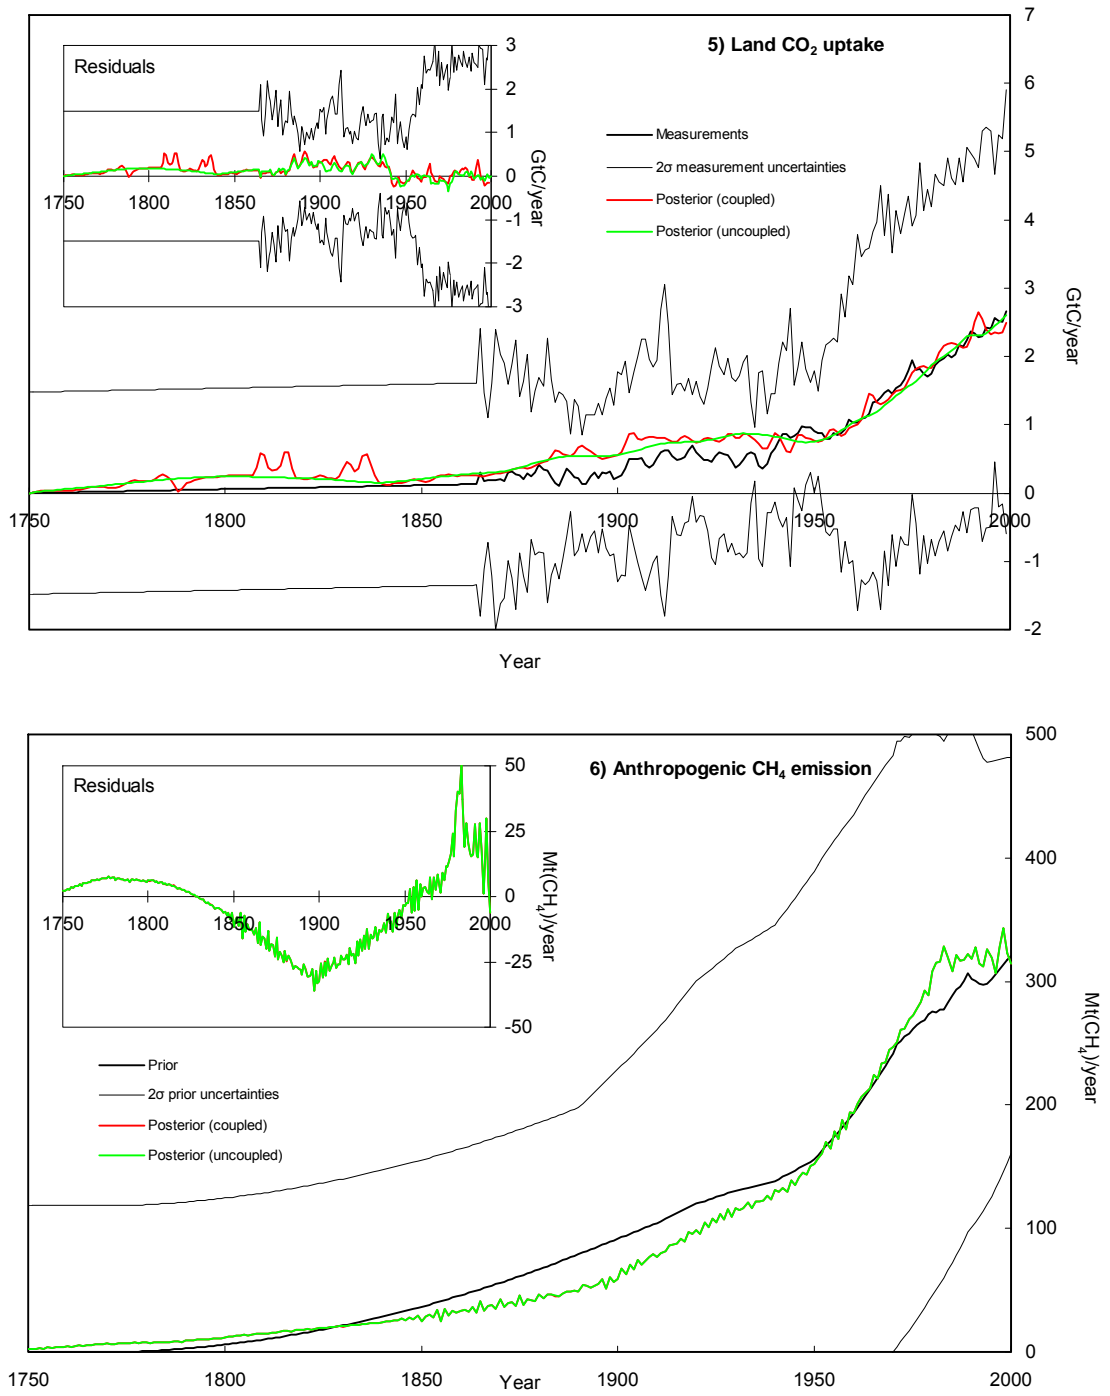 7
5) Land CO₂ uptake
Residuals
3
2
1
0
-1
-2
-3
GtC/year
1750 1800 1850 1900 1950 2000
Measurements
2σ measurement uncertainties
Posterior (coupled)
Posterior (uncoupled)
6
5
4
3
2
1
0
-1
-2
GtC/year
1750 1800 1850 1900 1950 2000
Year
500
6) Anthropogenic CH₄ emission
Residuals
50
25
0
-25
-50
Mt(CH₄)/year
1750 1800 1850 1900 1950 2000
Prior
2σ prior uncertainties
Posterior (coupled)
Posterior (uncoupled)
400
300
200
100
0
Mt(CH₄)/year
1750 1800 1850 1900 1950 2000
Year